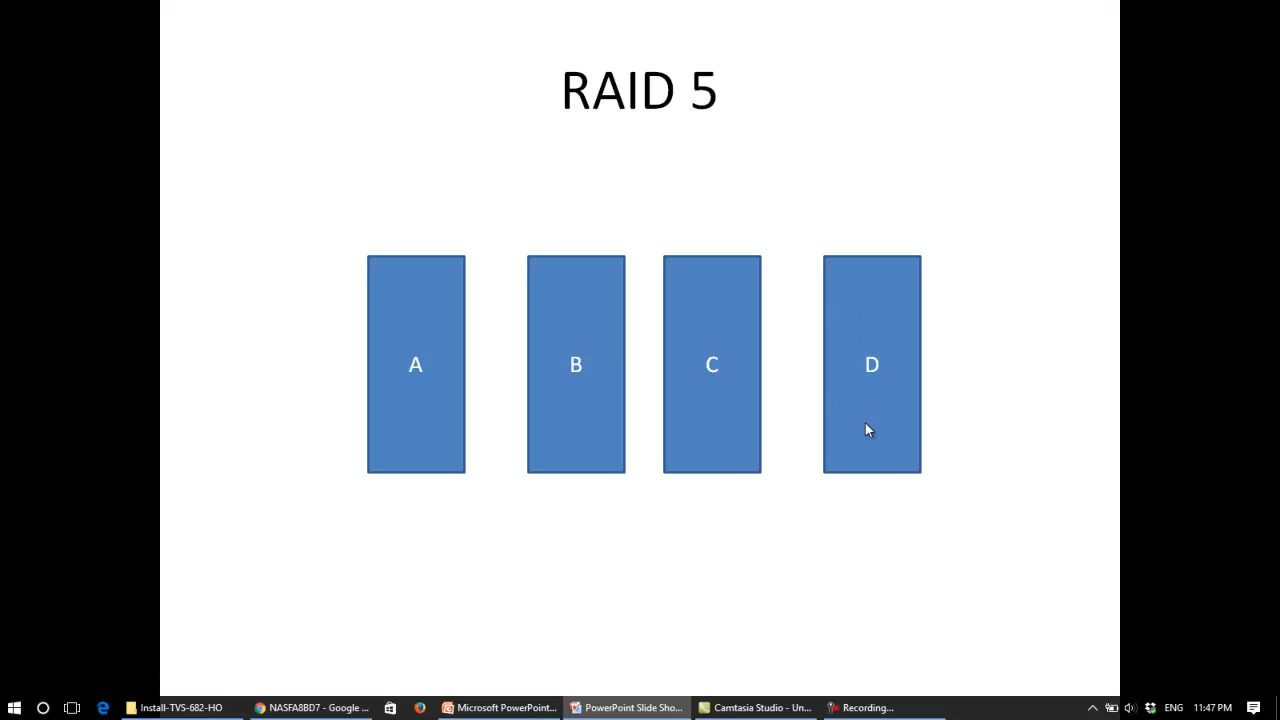 RAID 5
A
B
C
D
Install-TVS-682-HO
NASFA8BD7 - Google ...
Microsoft PowerPoint...
PowerPoint Slide Sho...
Camtasia Studio - Un...
Recording...
ENG
11:47 PM